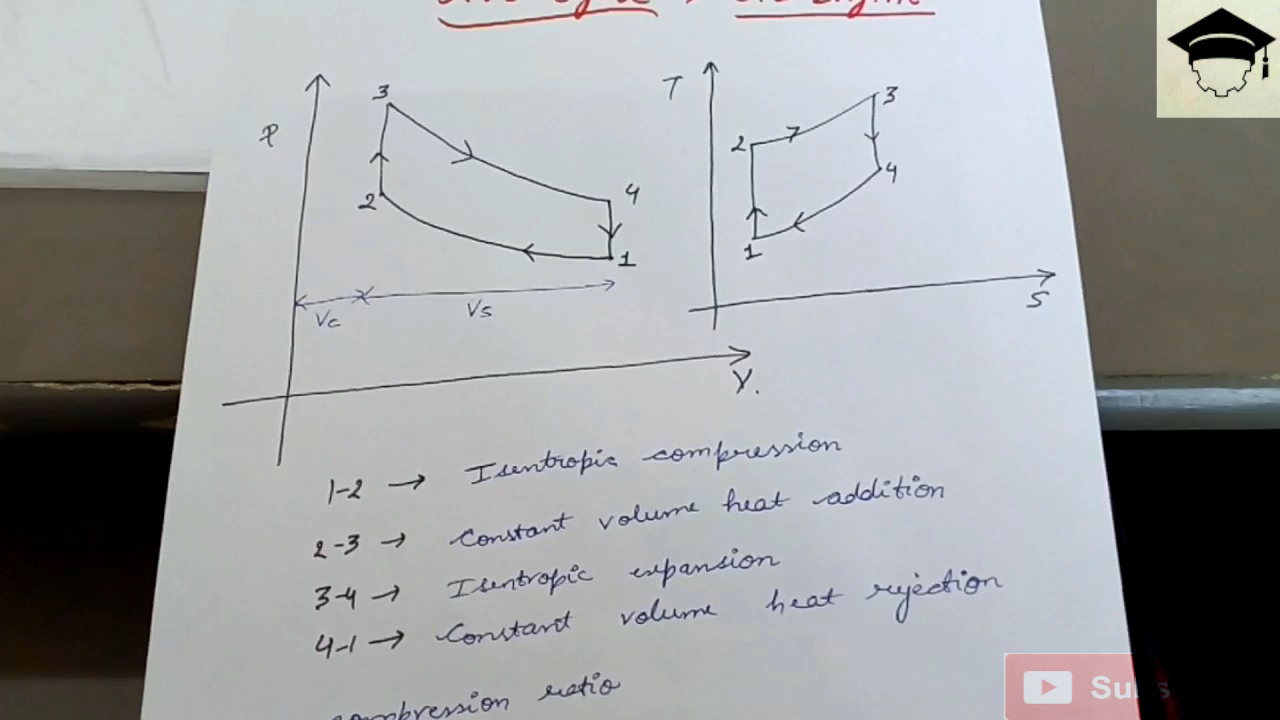 3
P
2
4
1
Vc
Vs
V.
T
3
2
4
1
S
1-2 → Isentropic compression
2-3 → Constant volume heat addition
3-4 → Isentropic expansion
4-1 → Constant volume heat rejection
compression ratio